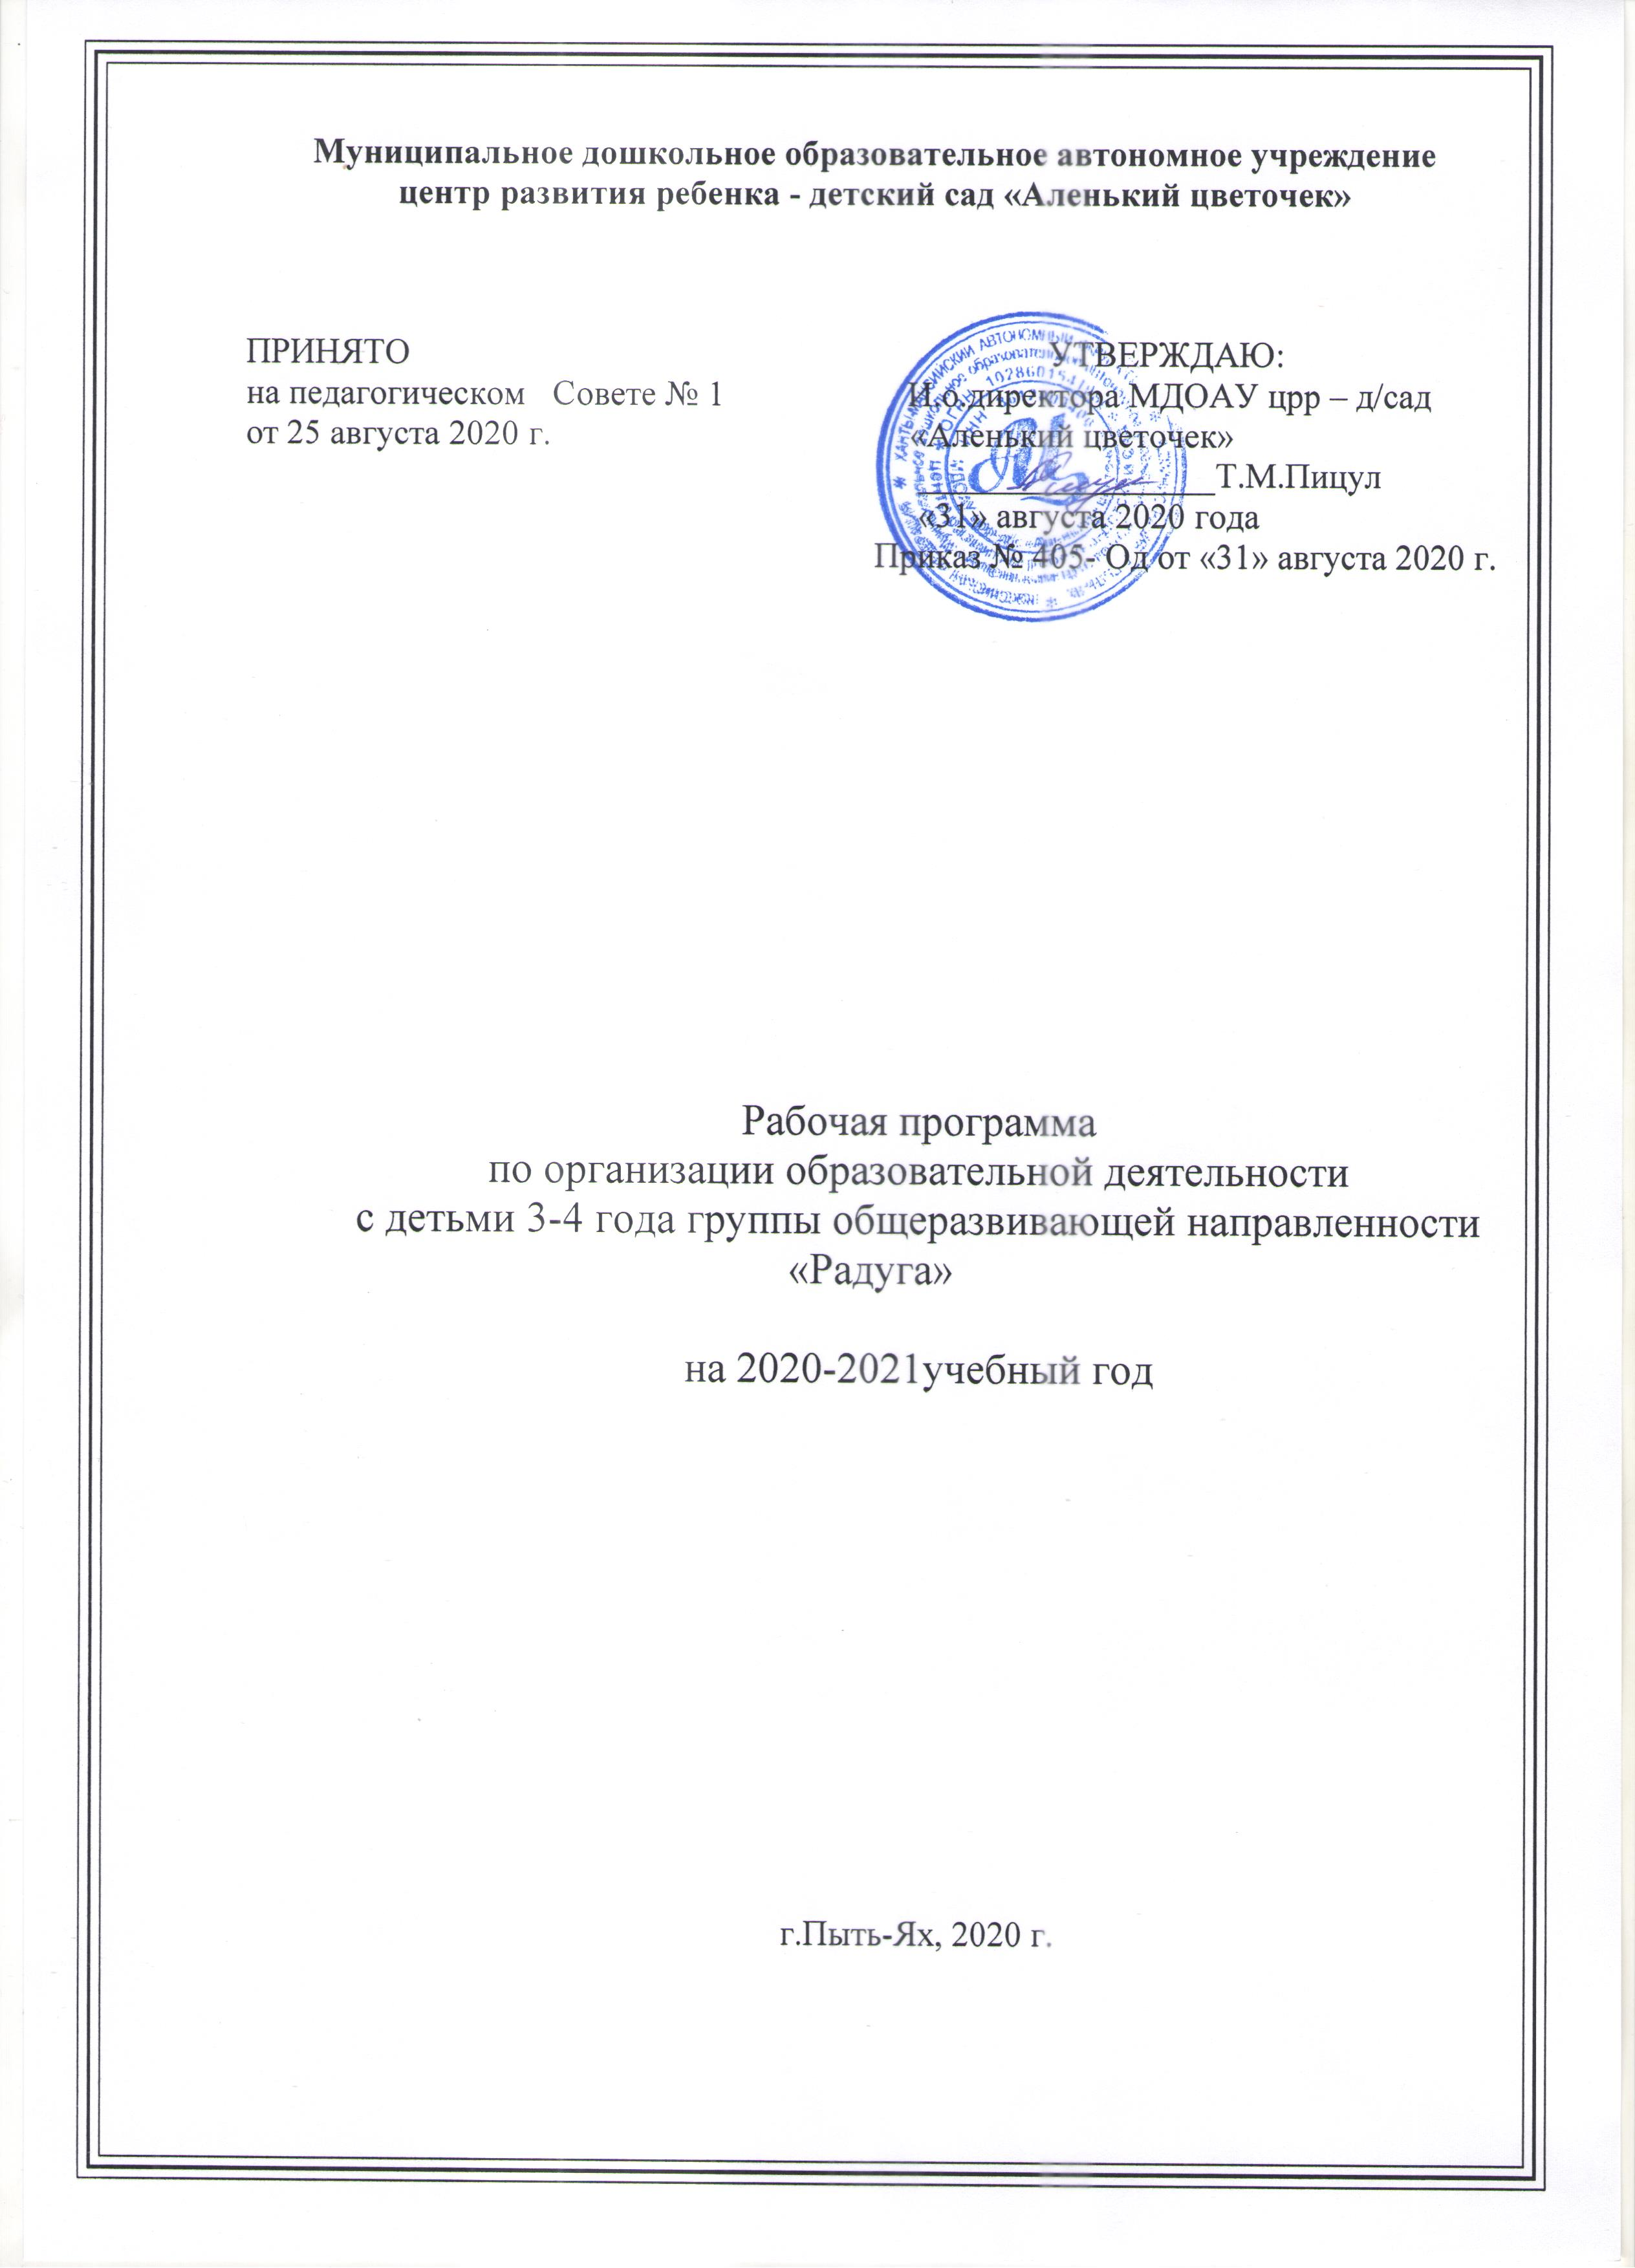 Муниципальное дошкольное образовательное автономное учреждение
центр развития ребенка - детский сад «Аленький цветочек»
ПРИНЯТО
на педагогическом Совете № 1
от 25 августа 2020 г.
УТВЕРЖДАЮ:
И.о.директора МДОАУ црр – д/сад
«Аленький цветочек»
Т.М.Пицул
«31» августа 2020 года
Приказ № 405- Од от «31» августа 2020 г.
Рабочая программа
по организации образовательной деятельности
с детьми 3-4 года группы общеразвивающей направленности
«Радуга»
на 2020-2021учебный год
г.Пыть-Ях, 2020 г.